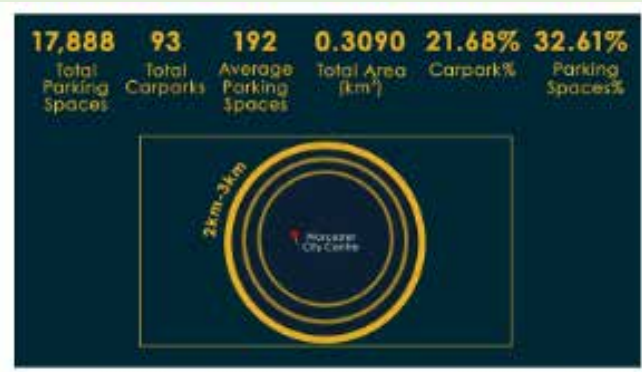 17,888 93 192 0.3090 21.68% 32.61%
Total Parking Spaces
Total Carparks
Average Parking Spaces
Total Area (km²)
Carpark%
Parking Spaces%
2km-3km
Worcester
City Centre